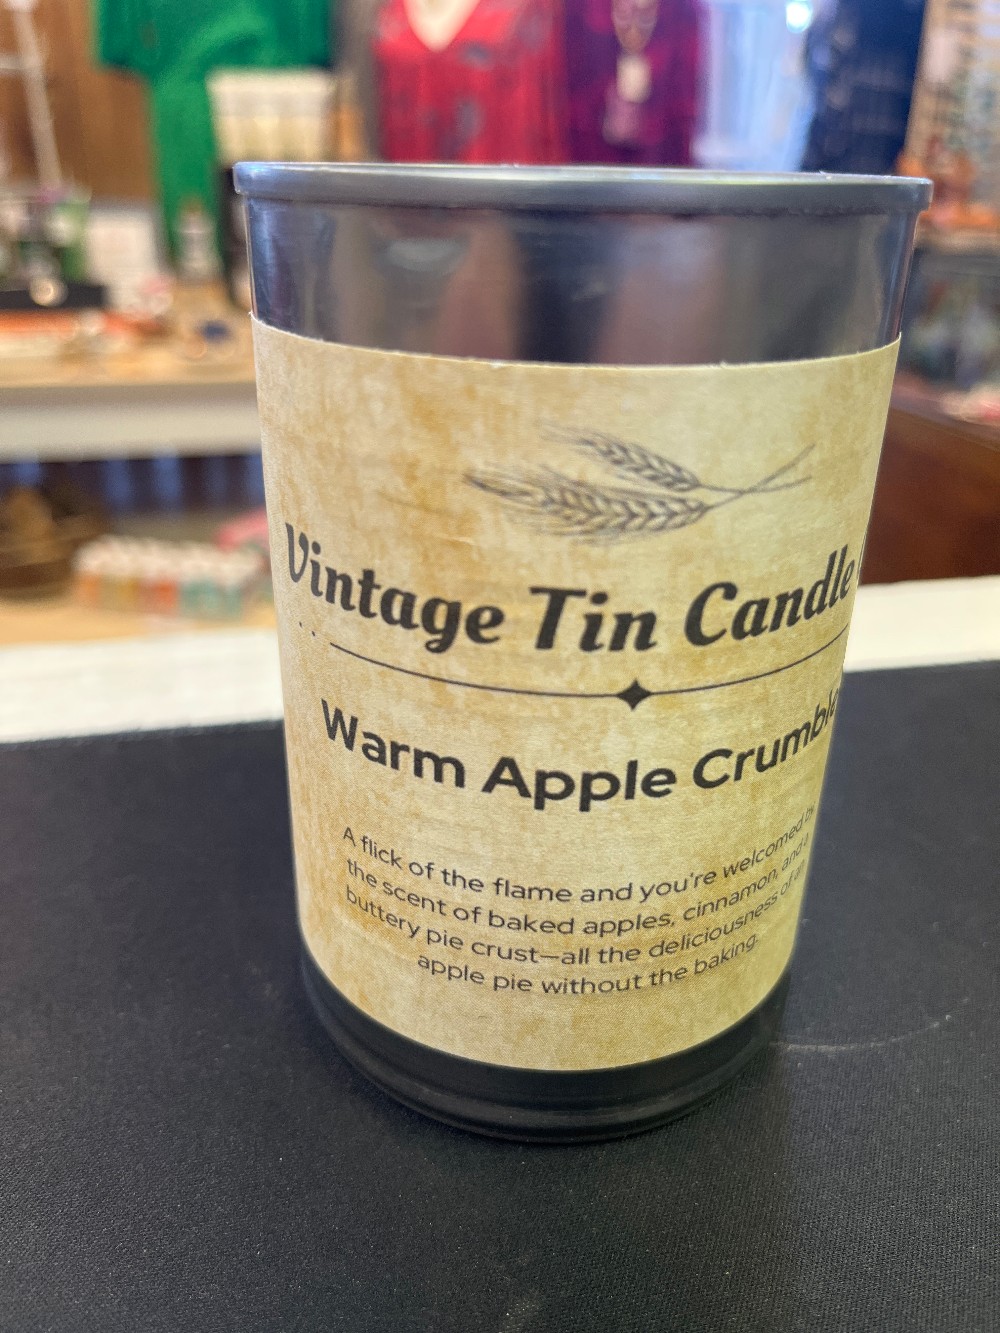 Vintage Tin Candle
Warm Apple Crumble
A flick of the flame and you're welcomed by
the scent of baked apples, cinnamon, and a
buttery pie crust—all the deliciousness of an
apple pie without the baking.